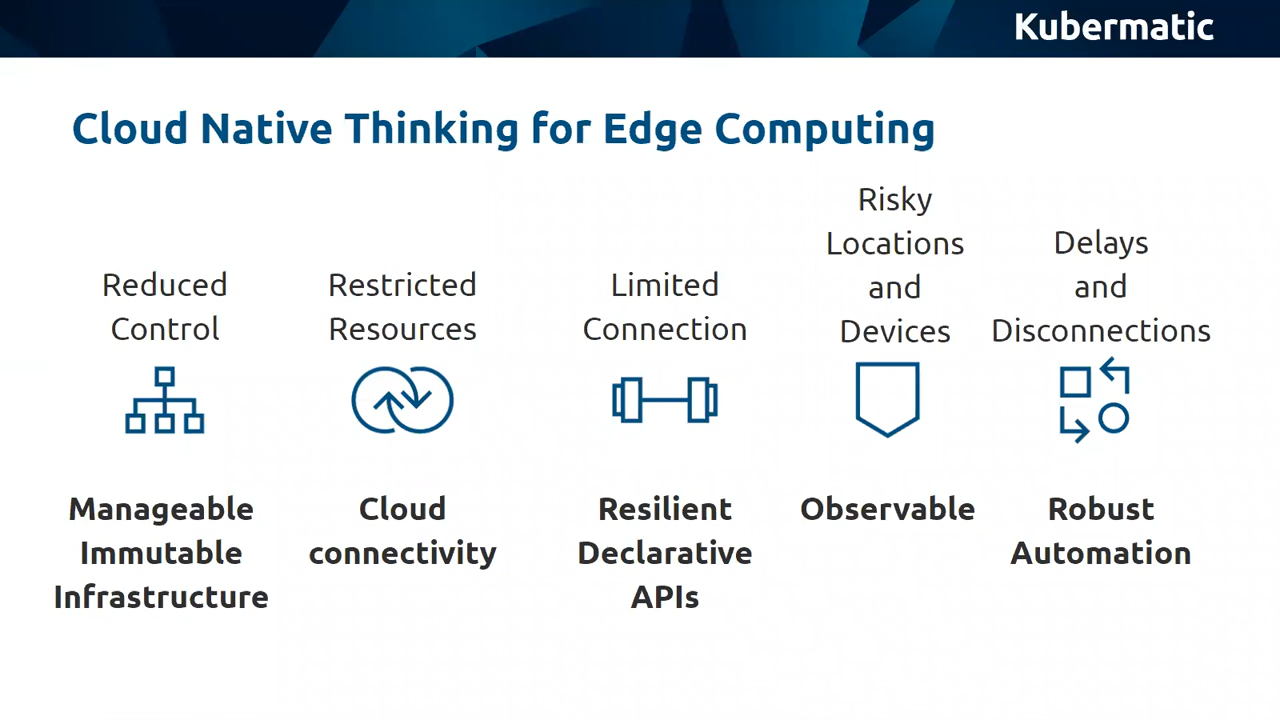 Kubermatic
Cloud Native Thinking for Edge Computing
Reduced
Control
Restricted
Resources
Limited
Connection
Risky
Locations
and
Devices
Delays
and
Disconnections
Manageable
Immutable
Infrastructure
Cloud
connectivity
Resilient
Declarative
APIs
Observable
Robust
Automation